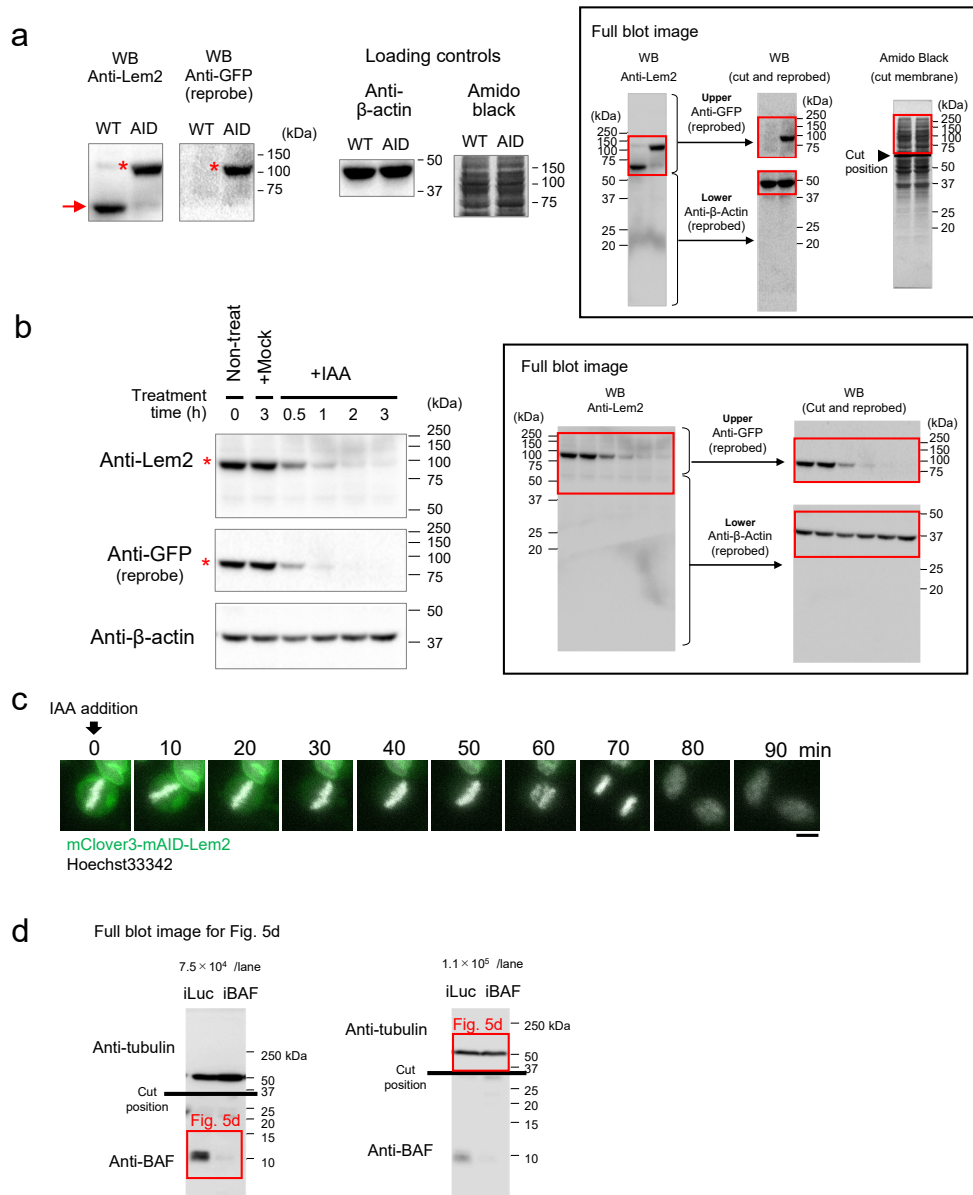 a
WB
Anti-Lem2
WT AID
*
WB
Anti-GFP
(reprobe)
WT AID
(kDa)
*
150
100
75
Loading controls
Anti-
β-actin
WT AID
50
37
Amido
black
WT AID
150
100
75
Full blot image
WB
Anti-Lem2
(kDa)
250
150
100
75
50
37
25
20
Upper
Anti-GFP
(reprobed)
Lower
Anti-β-Actin
(reprobed)
WB
(cut and reprobed)
(kDa)
250
150
100
75
50
37
25
20
Amido Black
(cut membrane)
(kDa)
250
150
100
75
50
37
25
20
Cut
position
b
Non-treat
+Mock
+IAA
Treatment
time (h)
0 3 0.5 1 2 3
(kDa)
Anti-Lem2 *
250
150
100
75
50
Anti-GFP
(reprobe)
*
250
150
100
75
Anti-β-actin
50
37
Full blot image
WB
Anti-Lem2
(kDa)
250
150
100
75
50
37
25
20
Upper
Anti-GFP
(reprobed)
Lower
Anti-β-Actin
(reprobed)
WB
(Cut and reprobed)
(kDa)
250
150
100
75
50
37
25
20
c
IAA addition
0 10 20 30 40 50 60 70 80 90 min
mClover3-mAID-Lem2
Hoechst33342
d
Full blot image for Fig. 5d
7.5×10⁴ /lane
iLuc iBAF
Anti-tubulin
Cut
position
Fig. 5d
Anti-BAF
250 kDa
50
37
25
20
15
10
1.1×10⁵ /lane
iLuc iBAF
Anti-tubulin
Fig. 5d
Cut
position
Anti-BAF
250 kDa
50
37
25
20
15
10